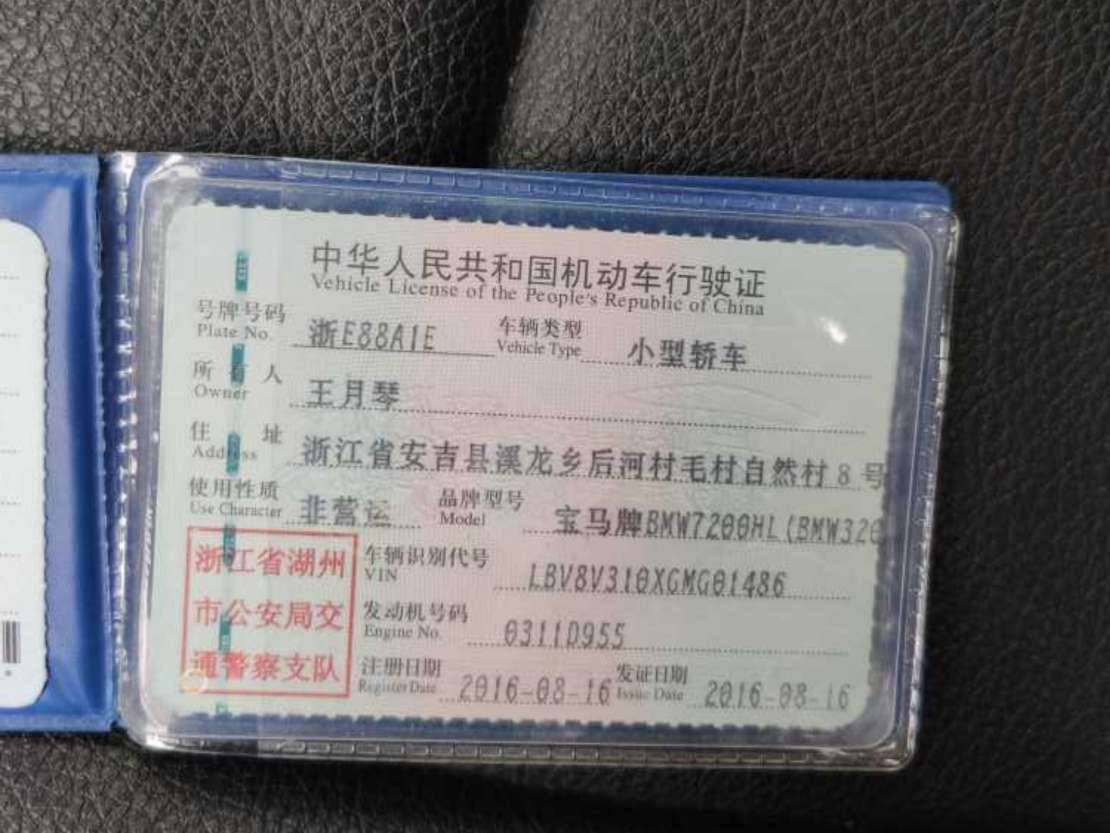 中华人民共和国机动车行驶证
Vehicle License of the People's Republic of China
号牌号码 浙E88A1E 车辆类型 小型轿车
Plate No. Vehicle Type
所有人 王月琴
Owner
住址 浙江省安吉县溪龙乡后河村毛村自然村8号
Address
使用性质 非营运 品牌型号 宝马牌BMW7200HL(BMW320
Use Character Model
浙江省湖州
市公安局交
通警察支队
车辆识别代号 LBV8V310XGMG01486
VIN
发动机号码 0311D955
Engine No.
注册日期 2016-08-16 发证日期 2016-08-16
Register Date Issue Date